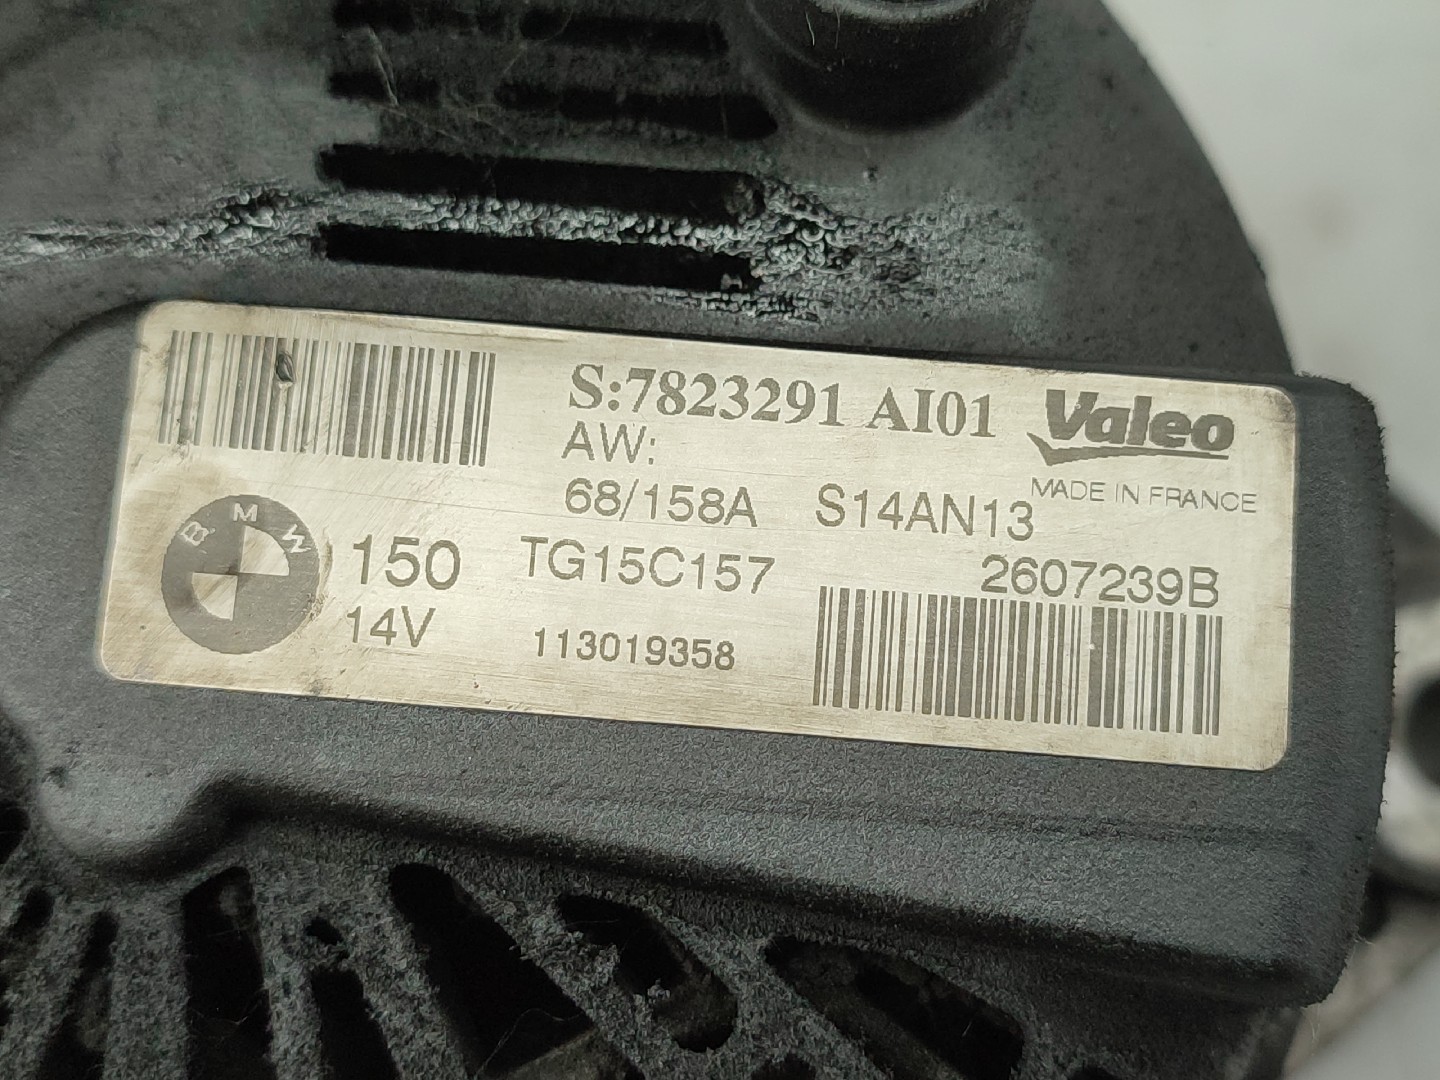 S:7823291 AI01
Valeo
AW:
MADE IN FRANCE
68/158A S14AN13
BMW
150 TG15C157 2607239B
14V 113019358